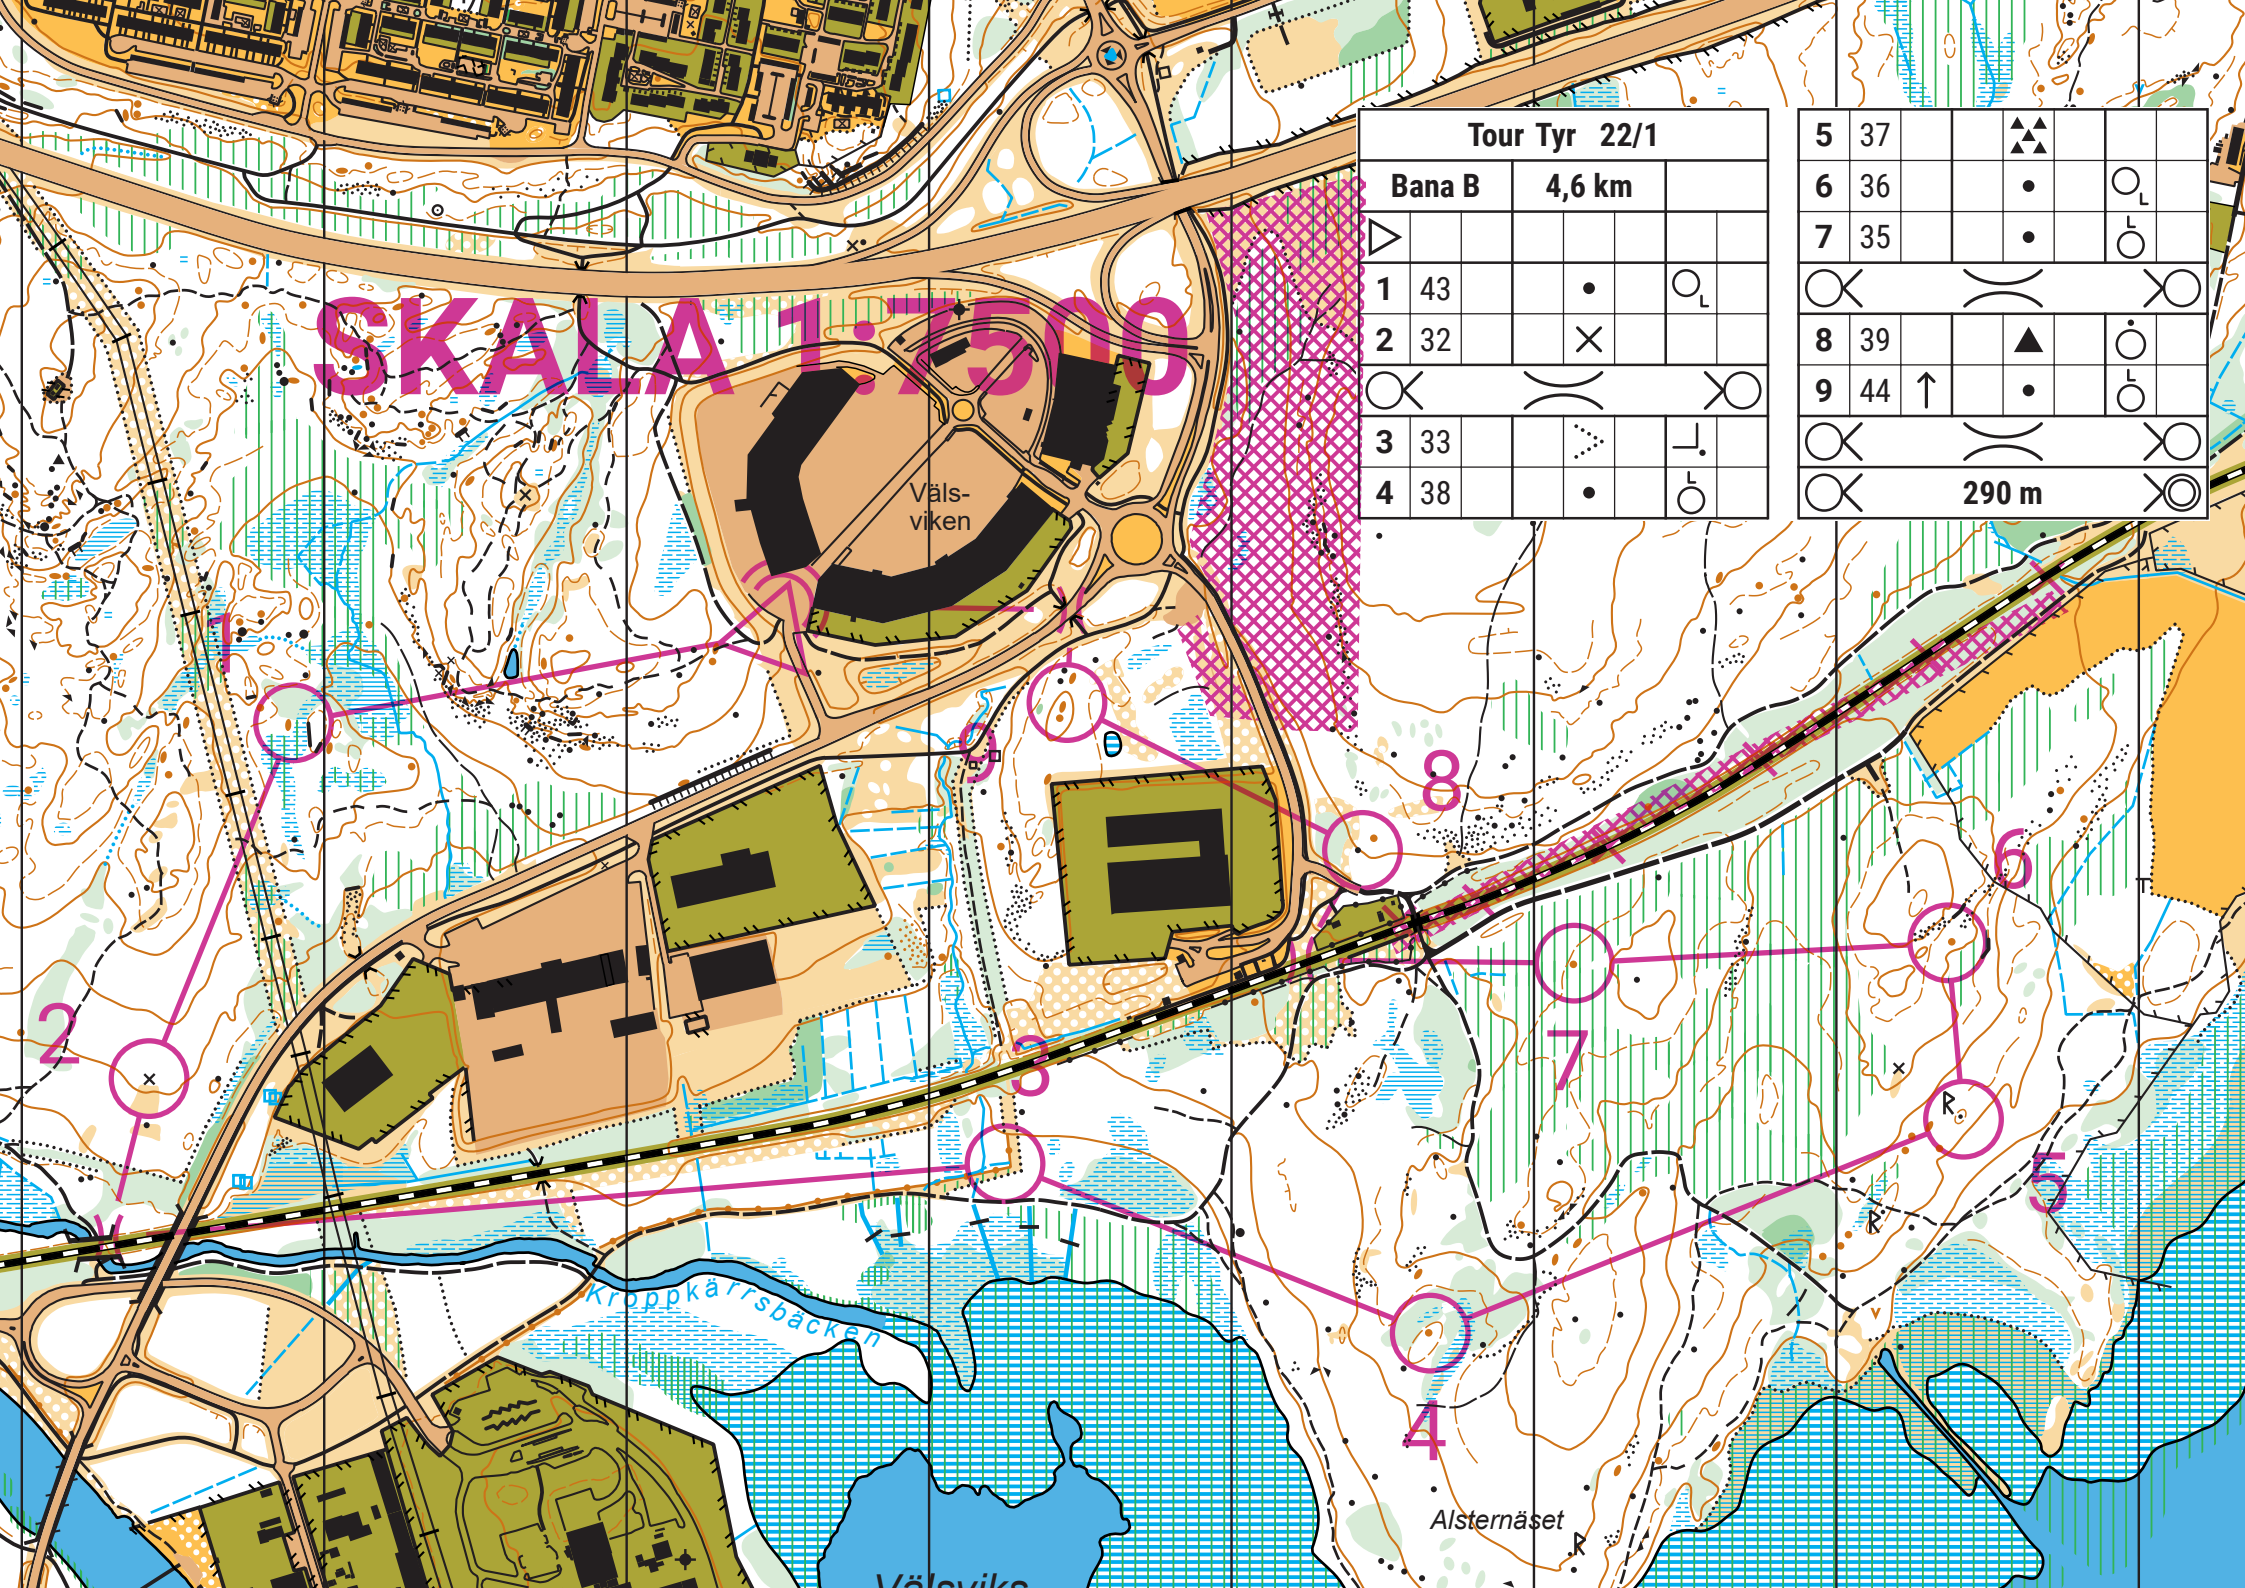 SKALA 1:7500
Tour Tyr 22/1
Bana B 4,6 km
1 43
2 32
3 33
4 38
5 37
6 36
7 35
8 39
9 44
290 m
Väls-
viken
1
2
3
4
5
6
7
8
9
Kroppkärrsbäcken
Alsternäset
Välsviks